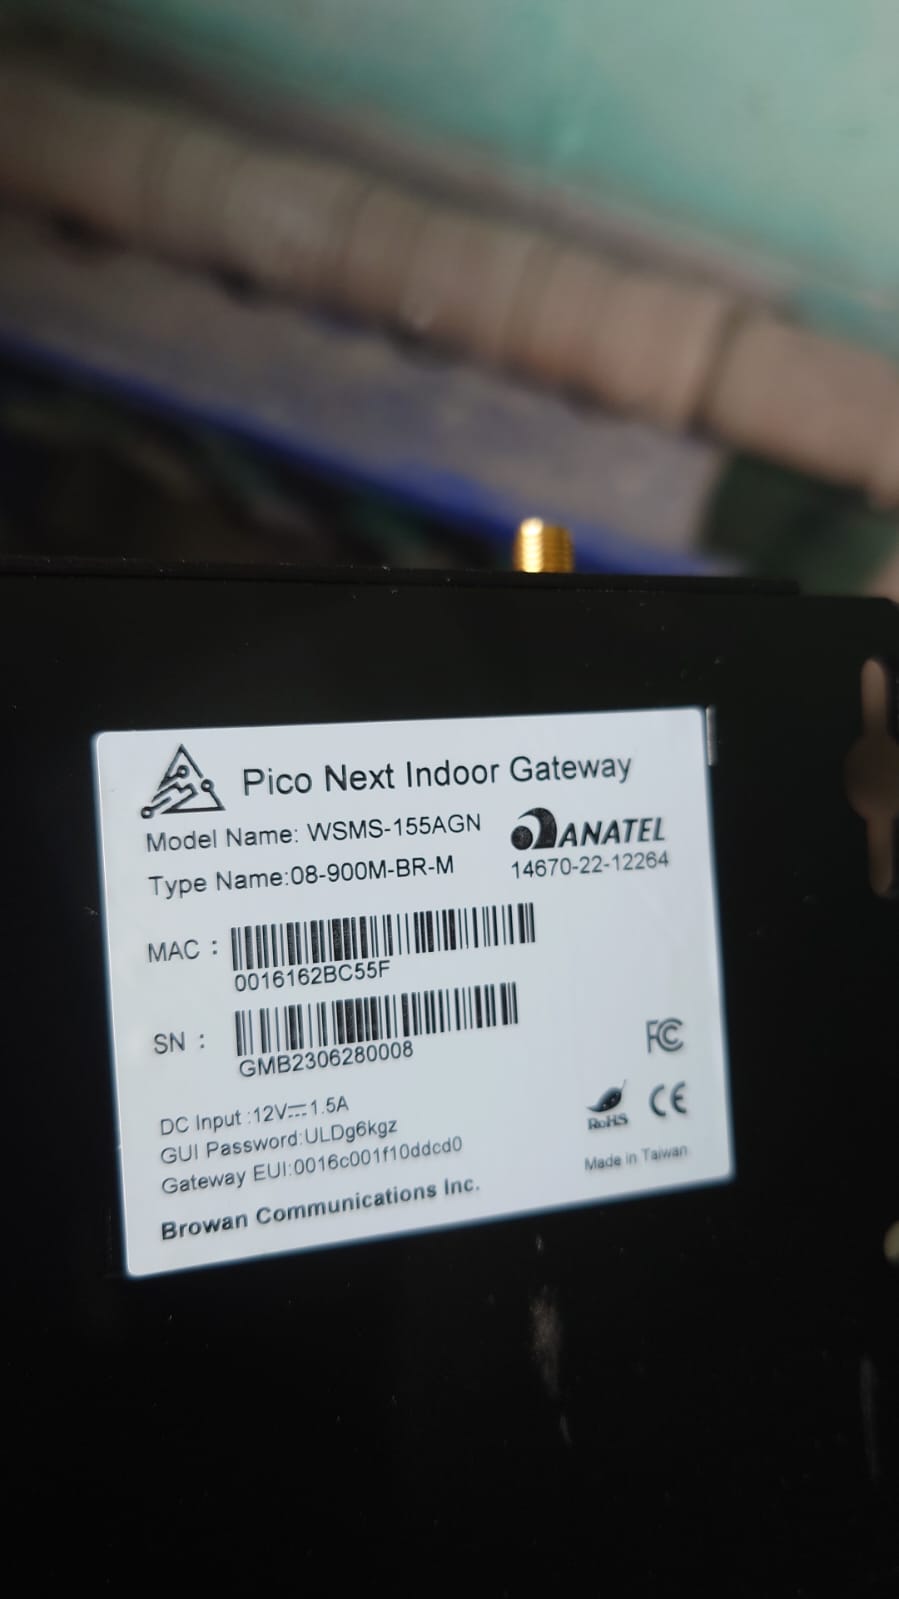 Pico Next Indoor Gateway
Model Name: WSMS-155AGN
ANATEL
Type Name:08-900M-BR-M
14670-22-12264
MAC :
0016162BC55F
SN :
GMB2306280008
FC
DC Input :12V⎓1.5A
GUI Password:ULDg6kgz
RoHS
CE
Gateway EUI:0016c001f10ddcd0
Made in Taiwan
Browan Communications Inc.